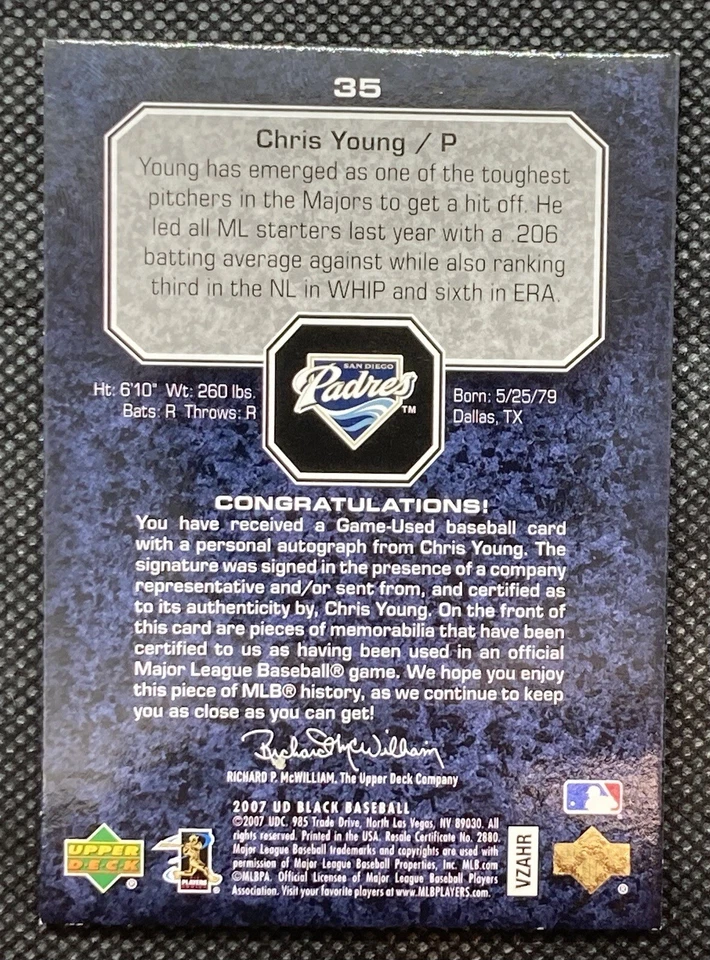 35
Chris Young / P
Young has emerged as one of the toughest
pitchers in the Majors to get a hit off. He
led all ML starters last year with a .206
batting average against while also ranking
third in the NL in WHIP and sixth in ERA.
Ht: 6'10" Wt: 260 lbs.
Bats: R Throws: R
SAN DIEGO
Padres
TM
Born: 5/25/79
Dallas, TX
CONGRATULATIONS!
You have received a Game-Used baseball card
with a personal autograph from Chris Young. The
signature was signed in the presence of a company
representative and/or sent from, and certified as
to its authenticity by, Chris Young. On the front of
this card are pieces of memorabilia that have been
certified to us as having been used in an official
Major League Baseball® game. We hope you enjoy
this piece of MLB® history, as we continue to keep
you as close as you can get!
Richard McWilliam
RICHARD P. McWILLIAM, The Upper Deck Company
2007 UD BLACK BASEBALL
©2007 UDC. 985 Trade Drive, North Las Vegas, NV 89030. All
rights reserved. Printed in the USA. Resale Certificate No. 2880.
Major League Baseball trademarks and copyrights are used with
permission of Major League Baseball Properties, Inc. MLB.com
©MLBPA. Official Licensee of Major League Baseball Players
Association. Visit your favorite players at www.MLBPLAYERS.com.
UPPER
DECK
®
PLAYERS
®
VZAHR
®